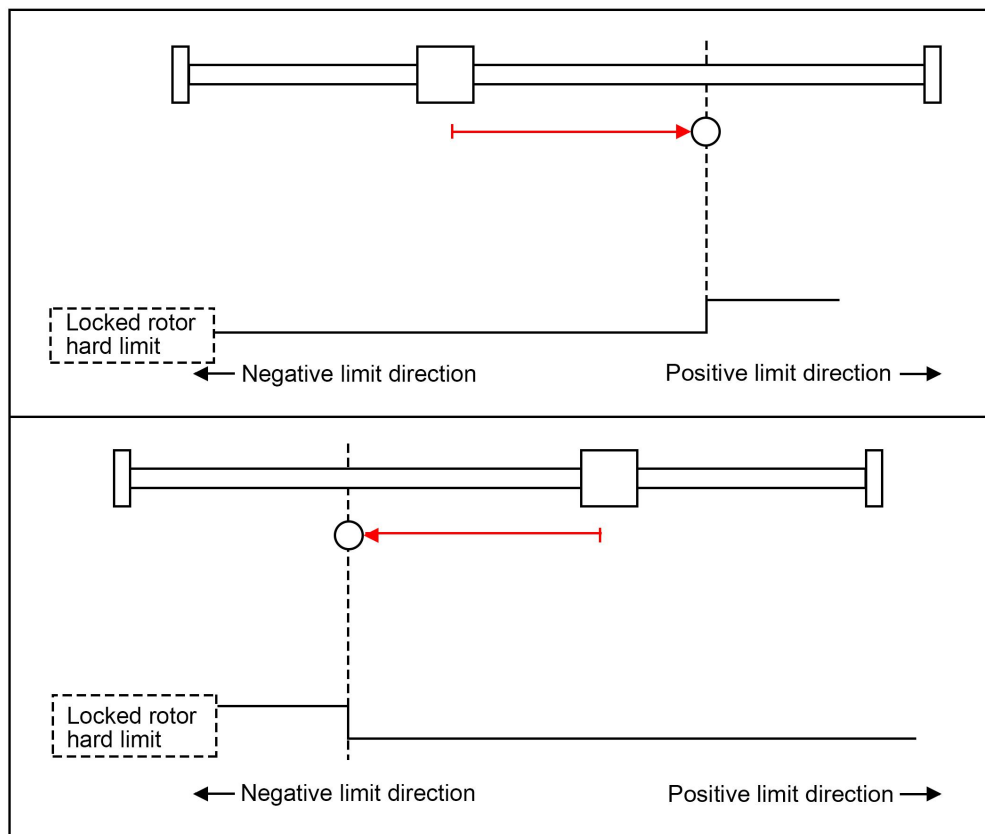 Locked rotor
hard limit
Negative limit direction
Positive limit direction
Locked rotor
hard limit
Negative limit direction
Positive limit direction